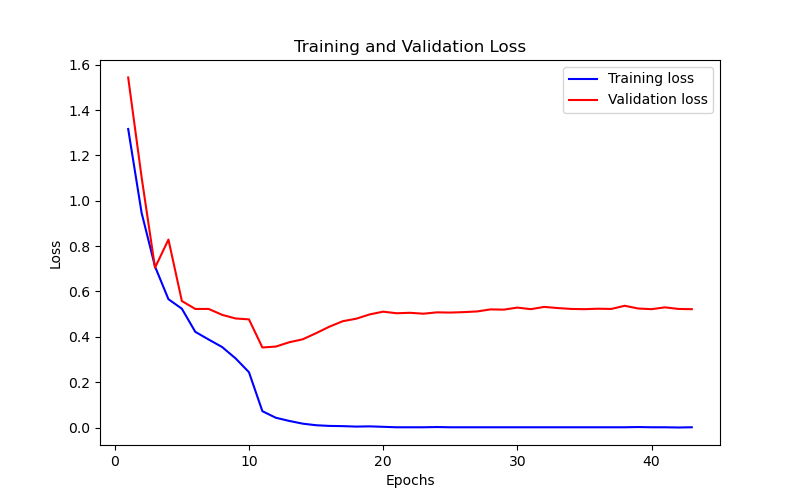 Training and Validation Loss
Training loss
Validation loss
1.6
1.4
1.2
1.0
0.8
0.6
0.4
0.2
0.0
Loss
0 10 20 30 40
Epochs